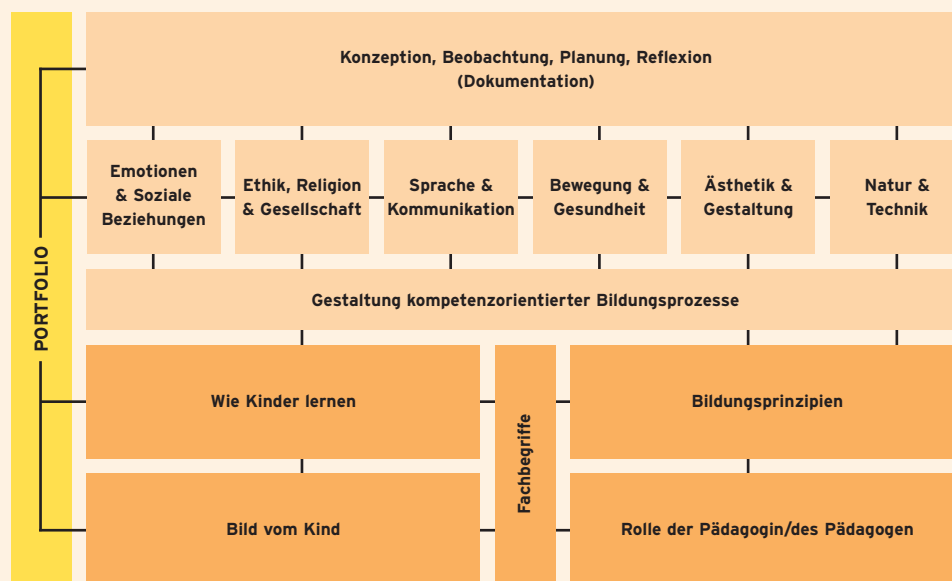 PORTFOLIO
Konzeption, Beobachtung, Planung, Reflexion
(Dokumentation)
Emotionen
& Soziale
Beziehungen
Ethik, Religion
& Gesellschaft
Sprache &
Kommunikation
Bewegung &
Gesundheit
Ästhetik &
Gestaltung
Natur &
Technik
Gestaltung kompetenzorientierter Bildungsprozesse
Wie Kinder lernen
Fachbegriffe
Bildungsprinzipien
Bild vom Kind
Rolle der Pädagogin/des Pädagogen